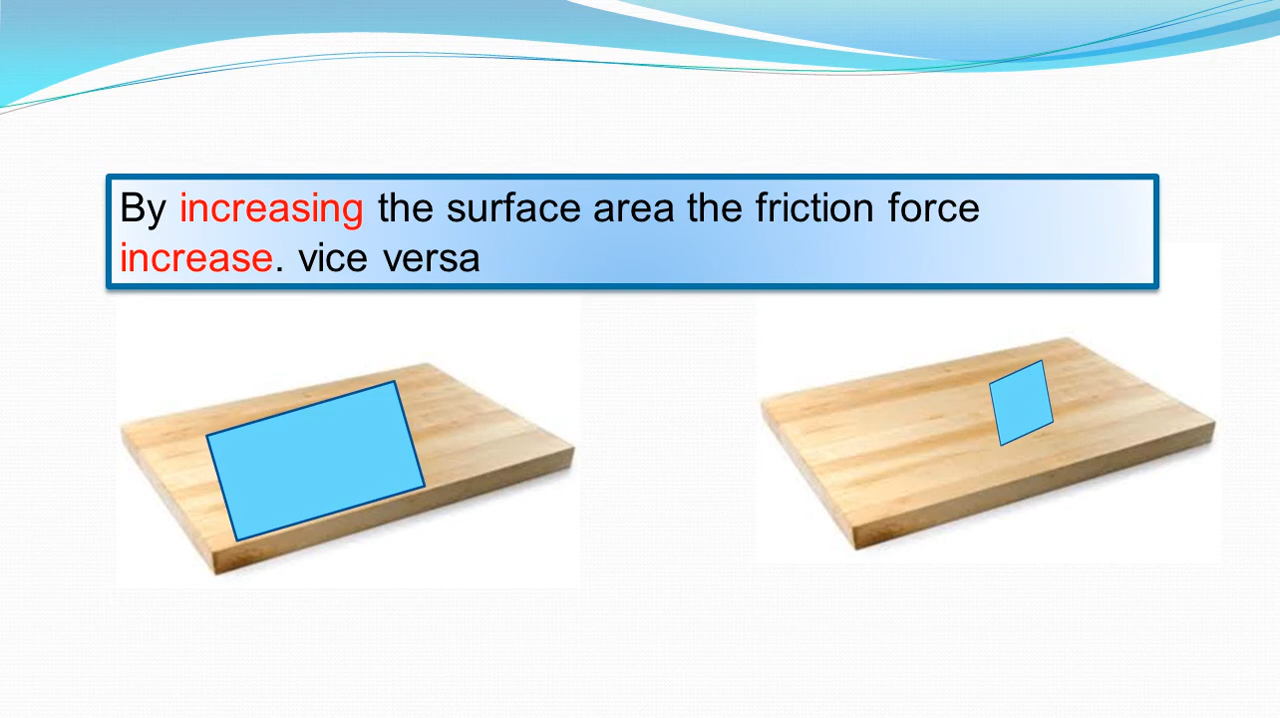 By increasing the surface area the friction force
increase. vice versa